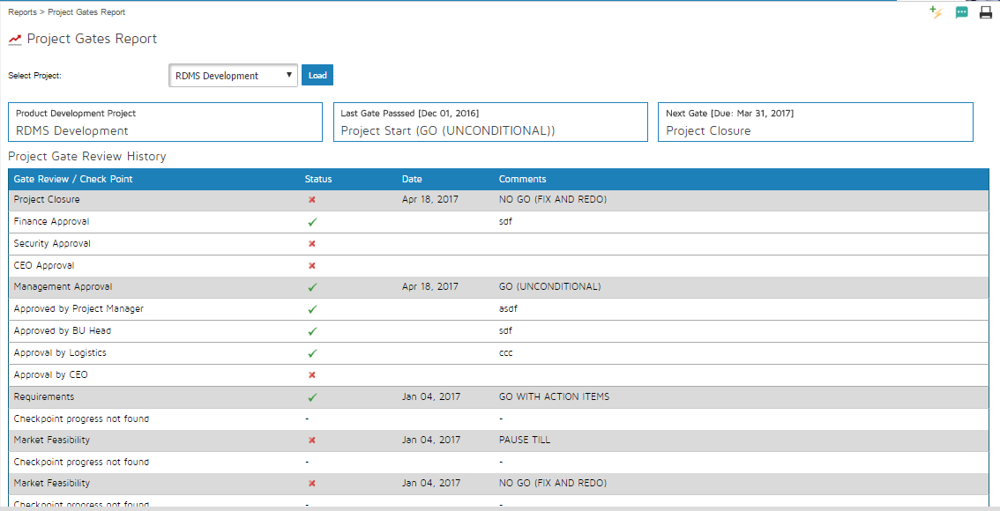 Reports > Project Gates Report
Project Gates Report
Select Project: RDMS Development Load
Product Development Project
RDMS Development
Last Gate Passsed [Dec 01, 2016]
Project Start (GO (UNCONDITIONAL))
Next Gate [Due: Mar 31, 2017]
Project Closure
Project Gate Review History
Gate Review / Check Point Status Date Comments
Project Closure Apr 18, 2017 NO GO (FIX AND REDO)
Finance Approval sdf
Security Approval
CEO Approval
Management Approval Apr 18, 2017 GO (UNCONDITIONAL)
Approved by Project Manager asdf
Approved by BU Head sdf
Approval by Logistics ccc
Approval by CEO
Requirements Jan 04, 2017 GO WITH ACTION ITEMS
Checkpoint progress not found - -
Market Feasibility Jan 04, 2017 PAUSE TILL
Checkpoint progress not found - -
Market Feasibility Jan 04, 2017 NO GO (FIX AND REDO)
Checkpoint progress not found - -